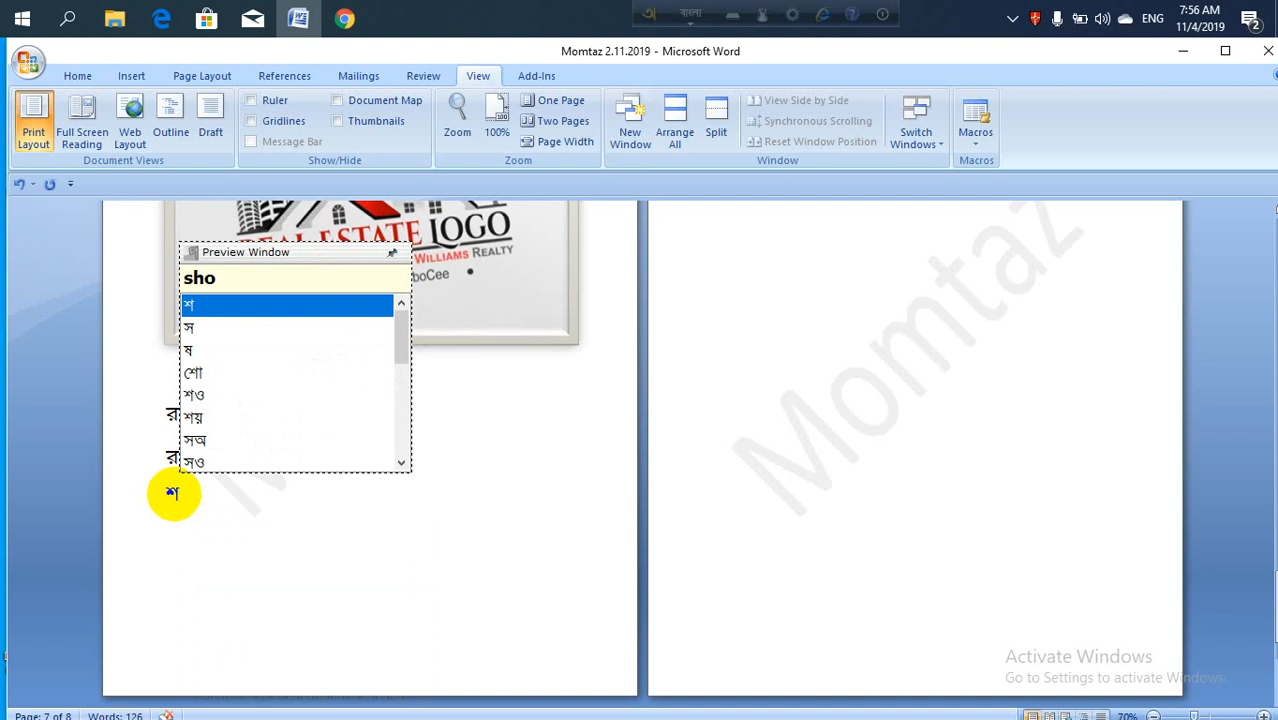 7:56 AM
ENG
11/4/2019
2
বাংলা
Momtaz 2.11.2019 - Microsoft Word
Home Insert Page Layout References Mailings Review View Add-Ins
Print Layout
Full Screen Reading
Web Layout
Outline
Draft
Document Views
Ruler
Gridlines
Message Bar
Document Map
Thumbnails
Show/Hide
Zoom
100%
One Page
Two Pages
Page Width
Zoom
New Window
Arrange All
Split
View Side by Side
Synchronous Scrolling
Reset Window Position
Window
Switch Windows
Macros
Macros
REAL ESTATE LOGO
WILLIAMS REALTY
boCee
Preview Window
sho
শ
স
ষ
শো
শও
শয়
সঅ
সও
র
র
শ
Momtaz
Activate Windows
Go to Settings to activate Windows.
Page: 7 of 8 Words: 126 70%